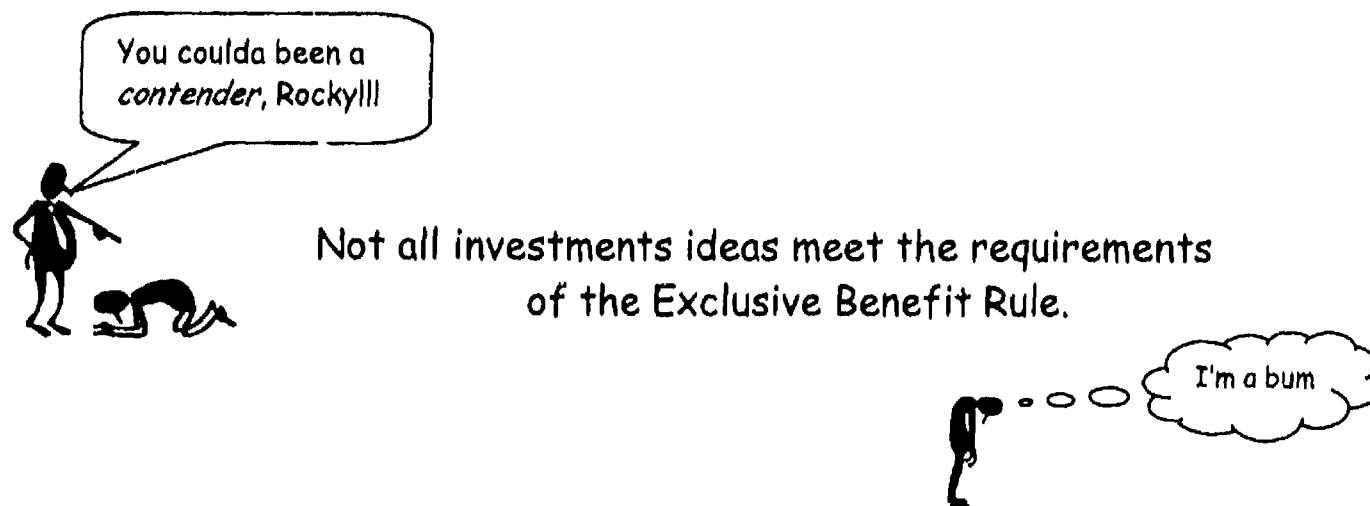 You coulda been a
contender, Rocky!!!
Not all investments ideas meet the requirements
of the Exclusive Benefit Rule.
I'm a bum